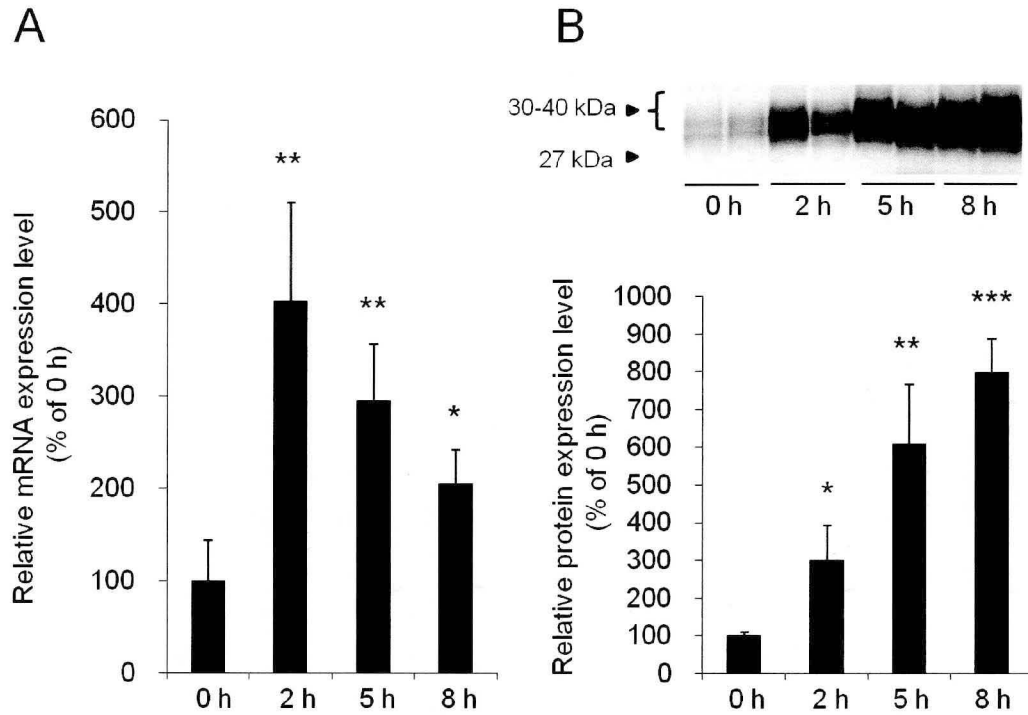 A
Relative mRNA expression level
(% of 0 h)
600
500
400
300
200
100
0
**
**
*
0 h 2 h 5 h 8 h
B
30-40 kDa
27 kDa
0 h 2 h 5 h 8 h
Relative protein expression level
(% of 0 h)
1000
900
800
700
600
500
400
300
200
100
0
*
**
***
0 h 2 h 5 h 8 h